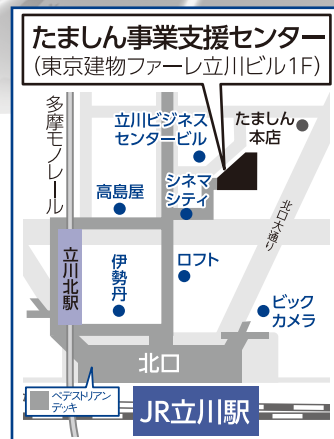 たましん事業支援センター
(東京建物ファーレ立川ビル1F)
多摩モノレール
立川ビジネス
センタービル
たましん
本店
高島屋
シネマ
シティ
北口大通り
立川北駅
伊勢丹
ロフト
ビック
カメラ
北口
ペデストリアン
デッキ
JR立川駅